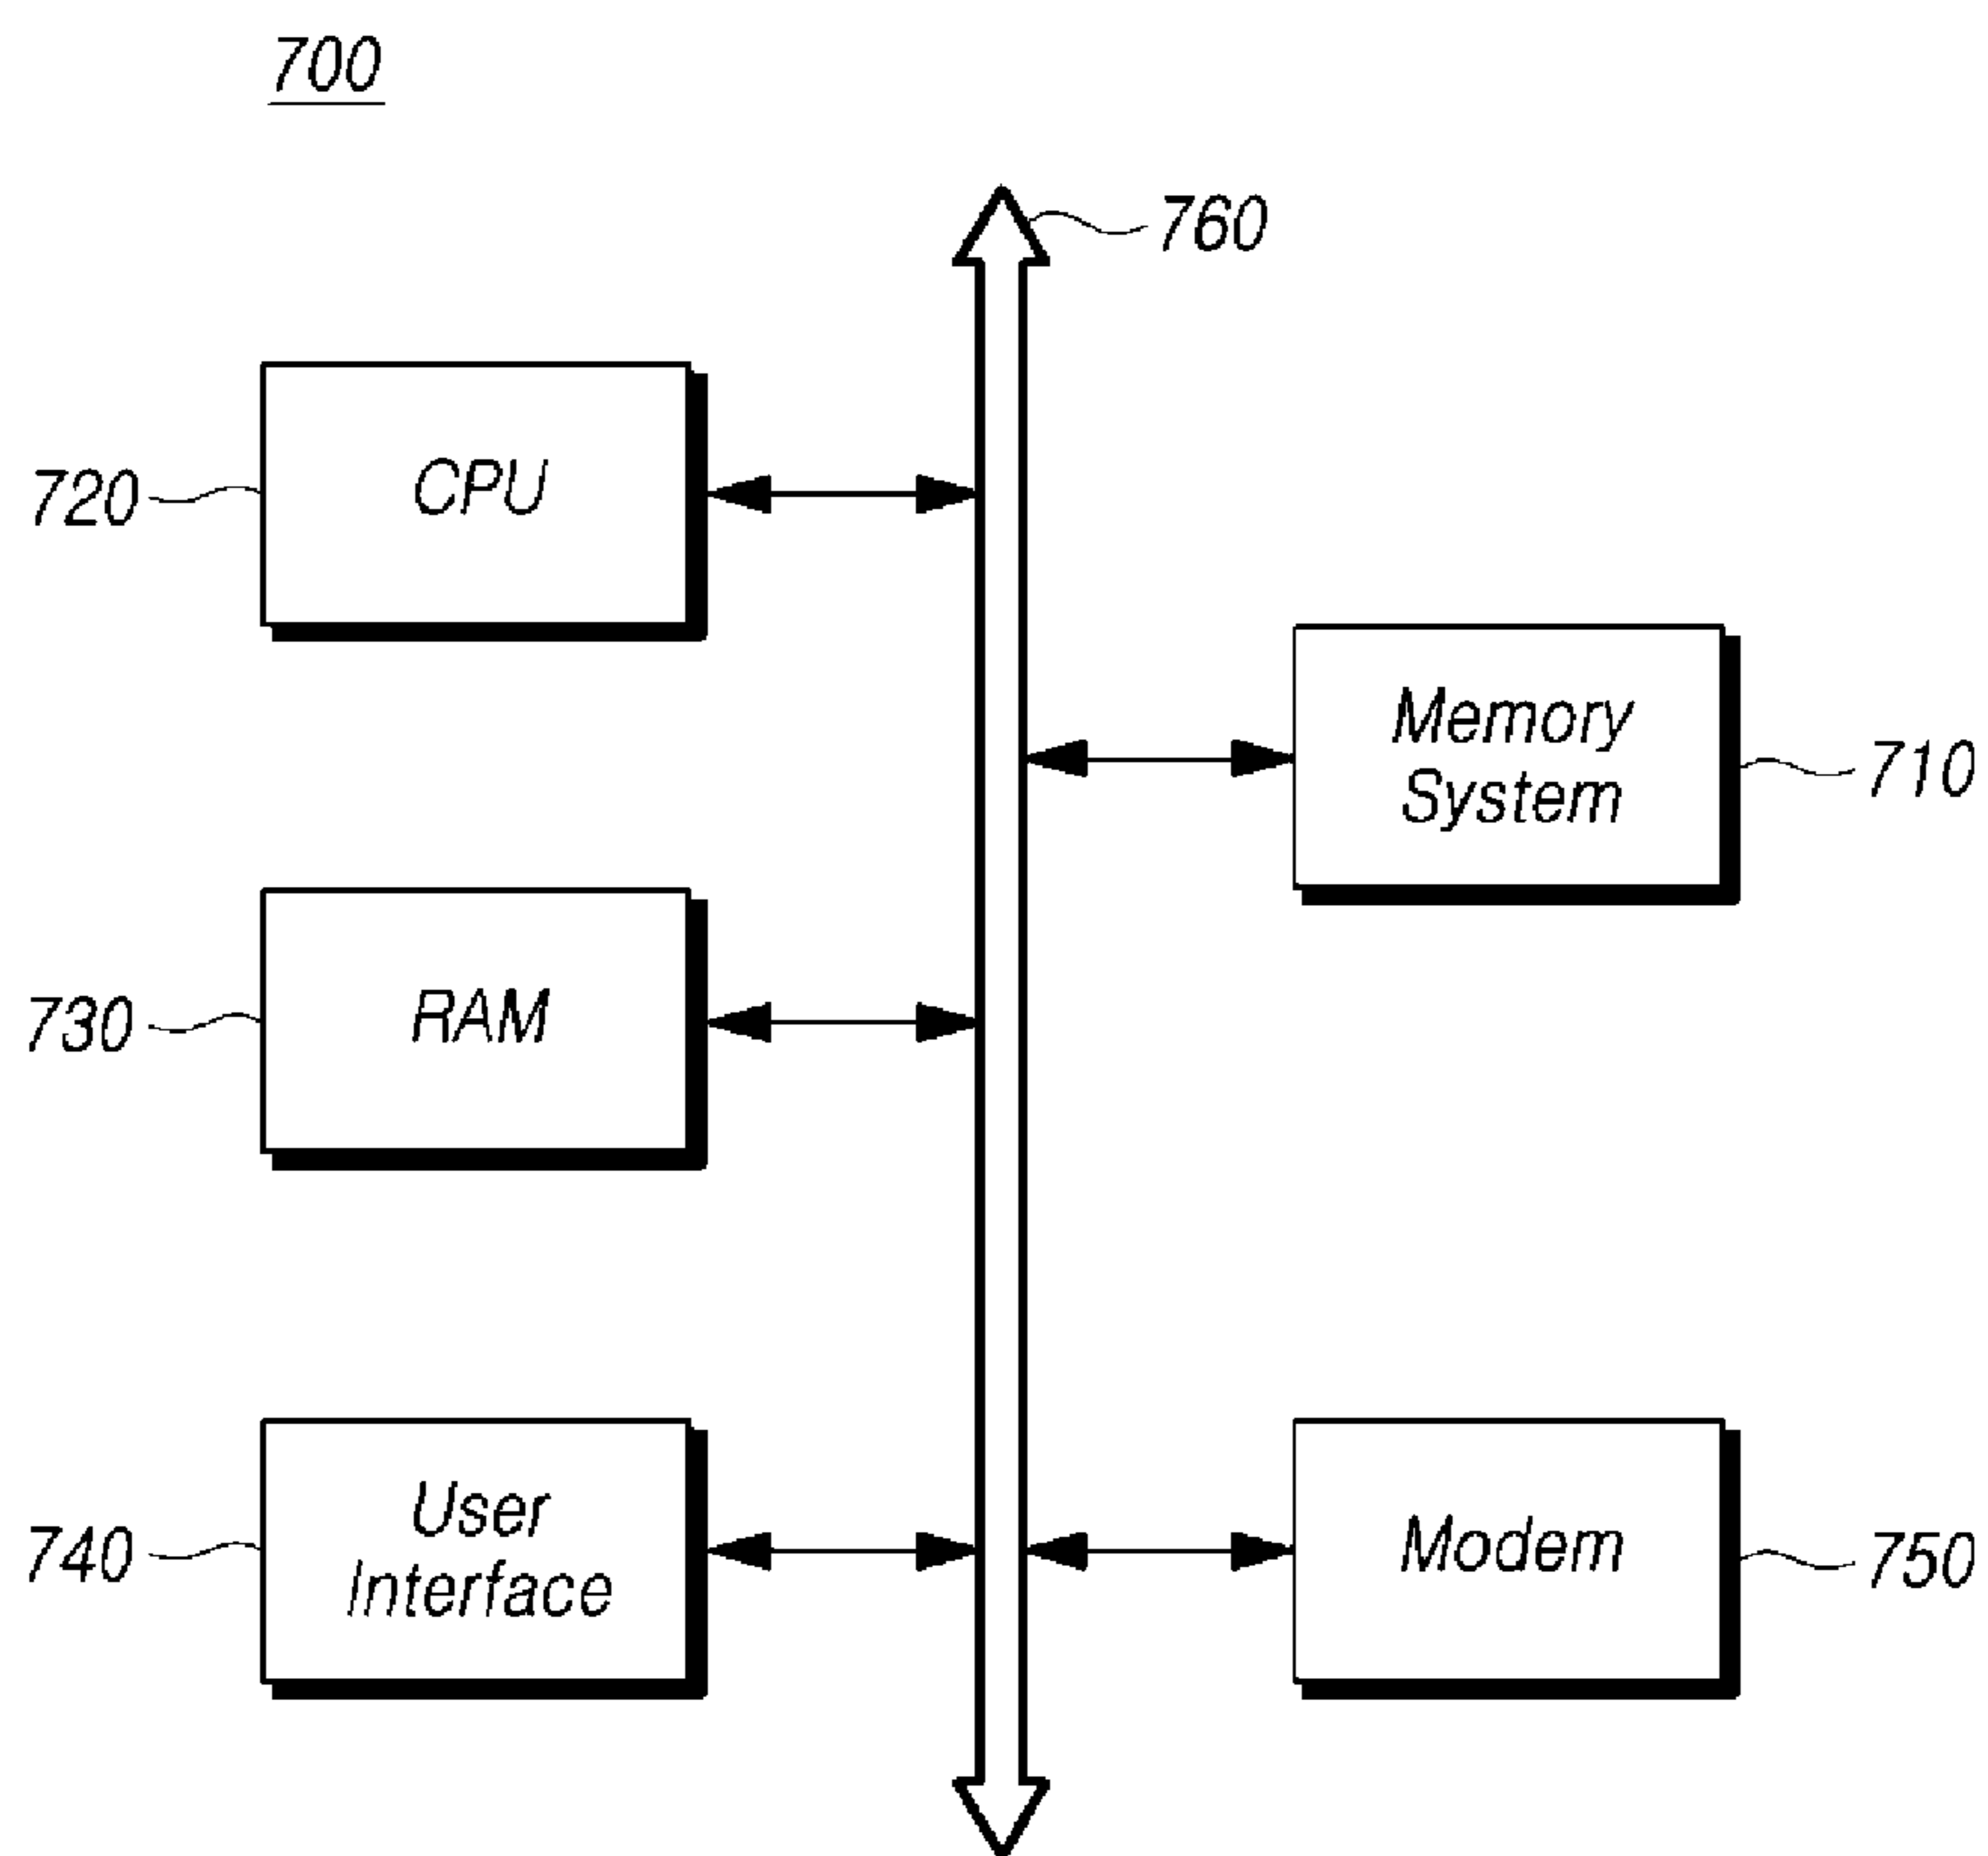 700
760
720
CPU
Memory
System
710
730
RAM
740
User
Interface
Modem
750